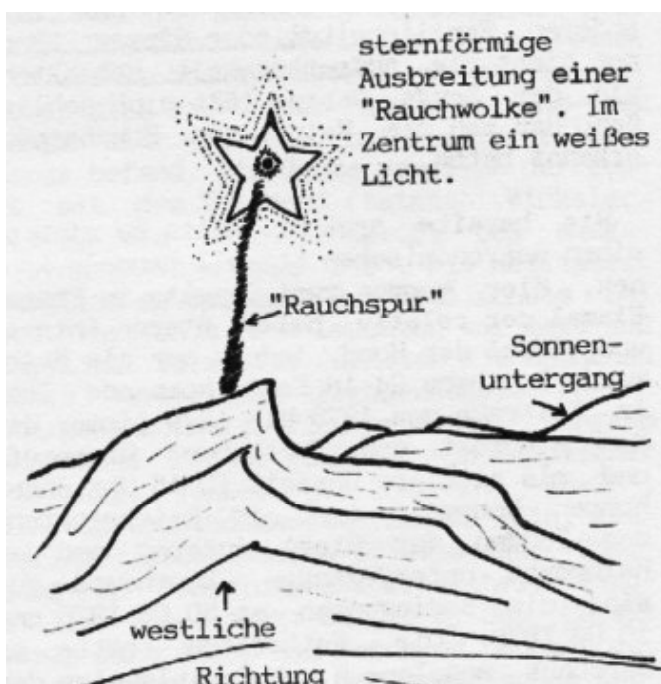 sternförmige
Ausbreitung einer
"Rauchwolke". Im
Zentrum ein weißes
Licht.
"Rauchspur"
Sonnen-
untergang
westliche
Richtung